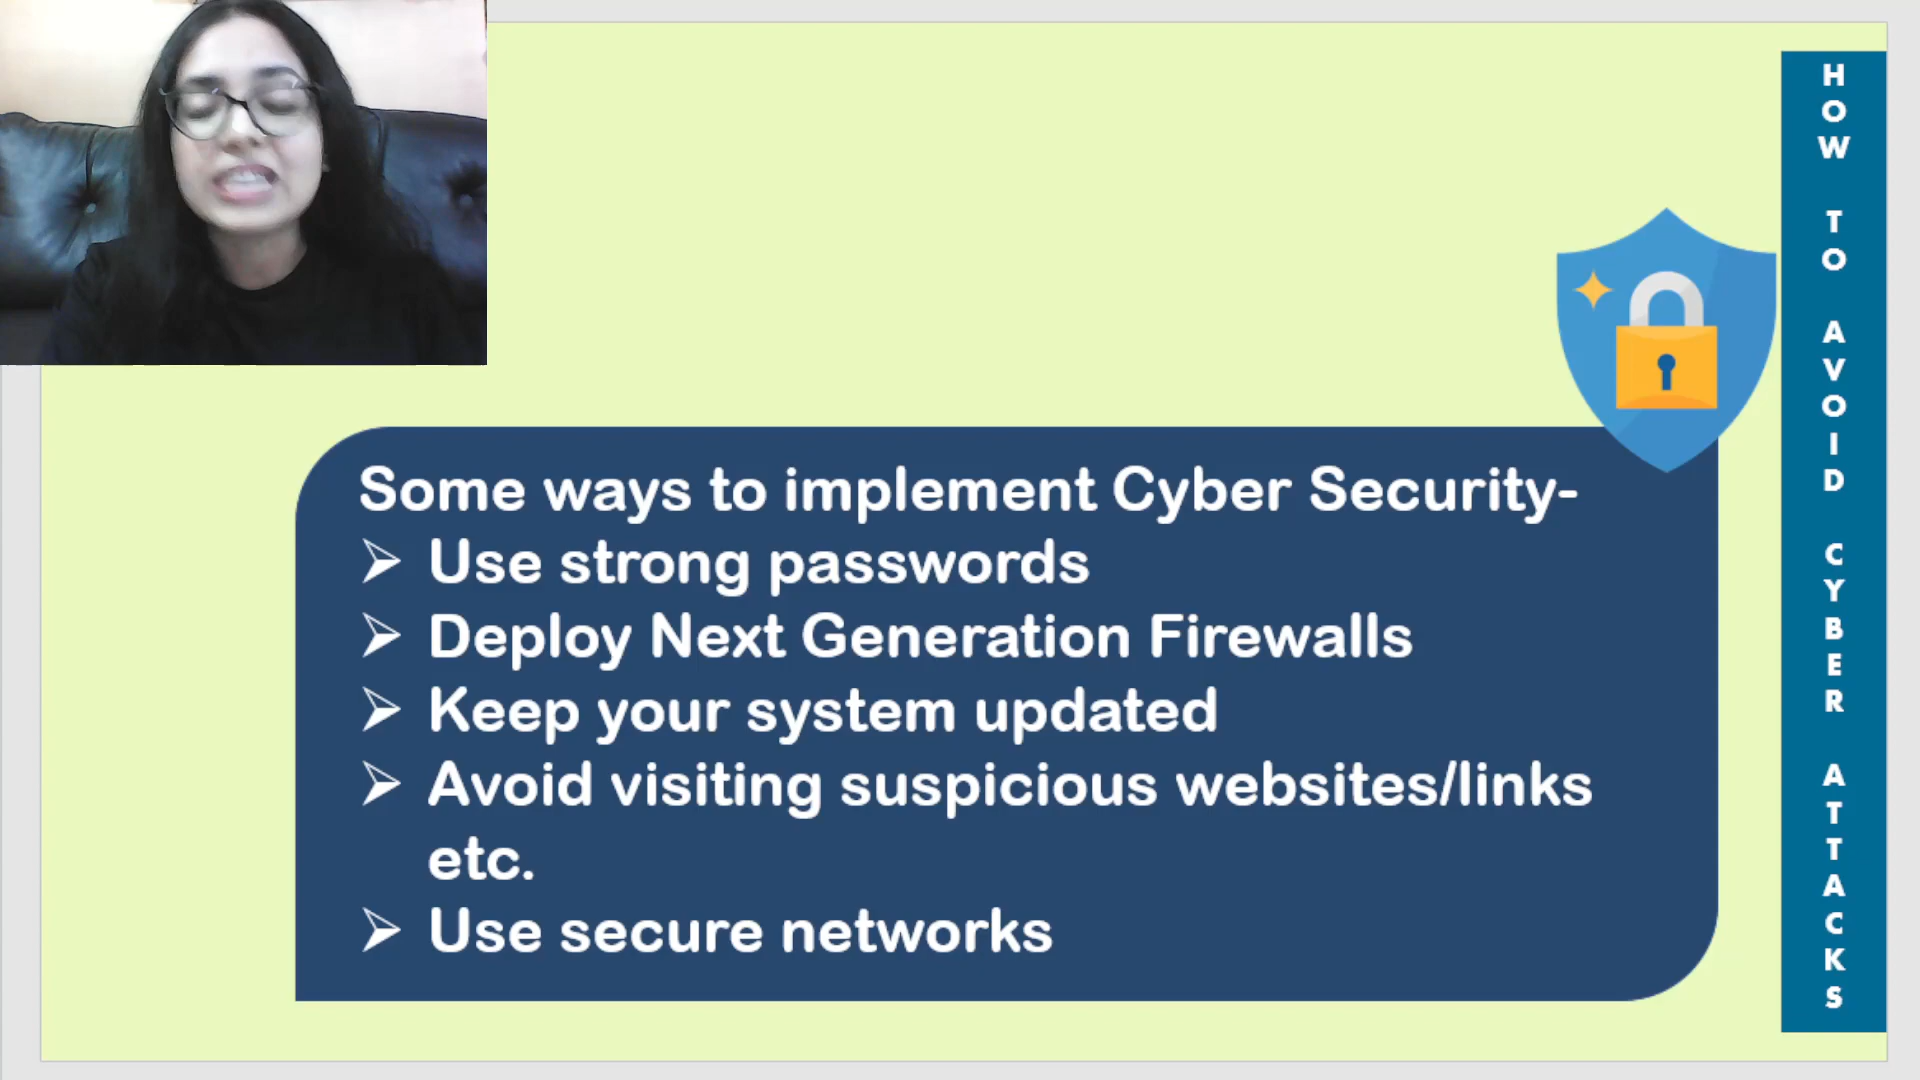 Some ways to implement Cyber Security-
➢ Use strong passwords
➢ Deploy Next Generation Firewalls
➢ Keep your system updated
➢ Avoid visiting suspicious websites/links
etc.
➢ Use secure networks
HOW TO AVOID CYBER ATTACKS